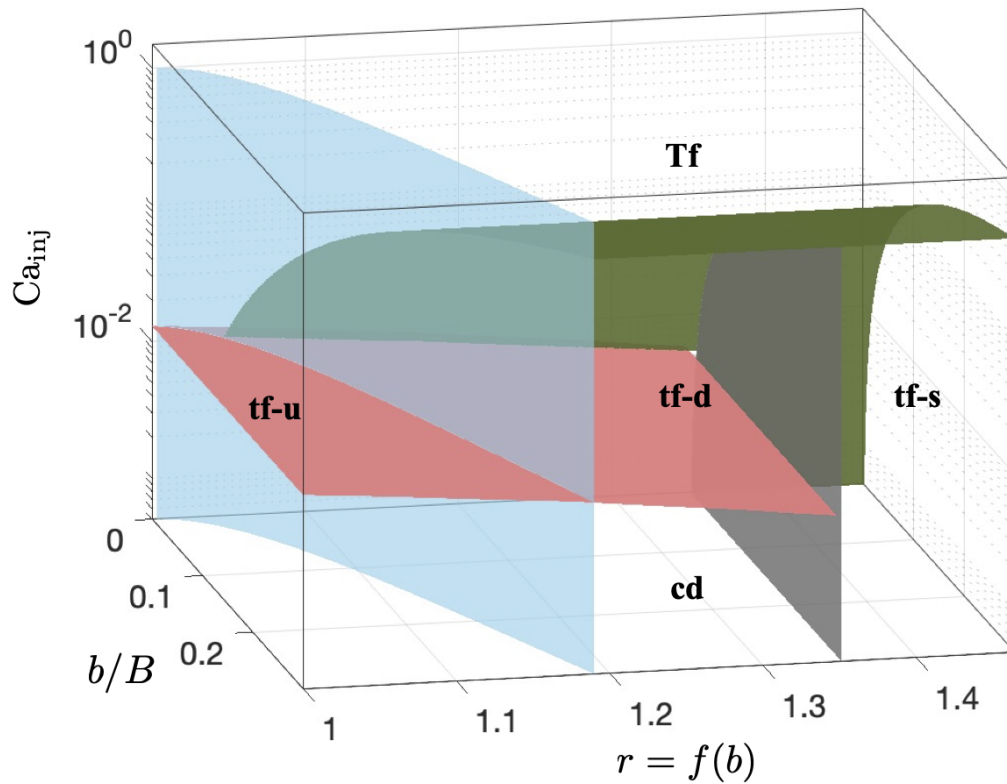 10^0
Tf
Ca_inj
10^-2
tf-u
tf-d
tf-s
0
0.1
cd
0.2
b/B
1
1.1
1.2
1.3
1.4
r = f(b)